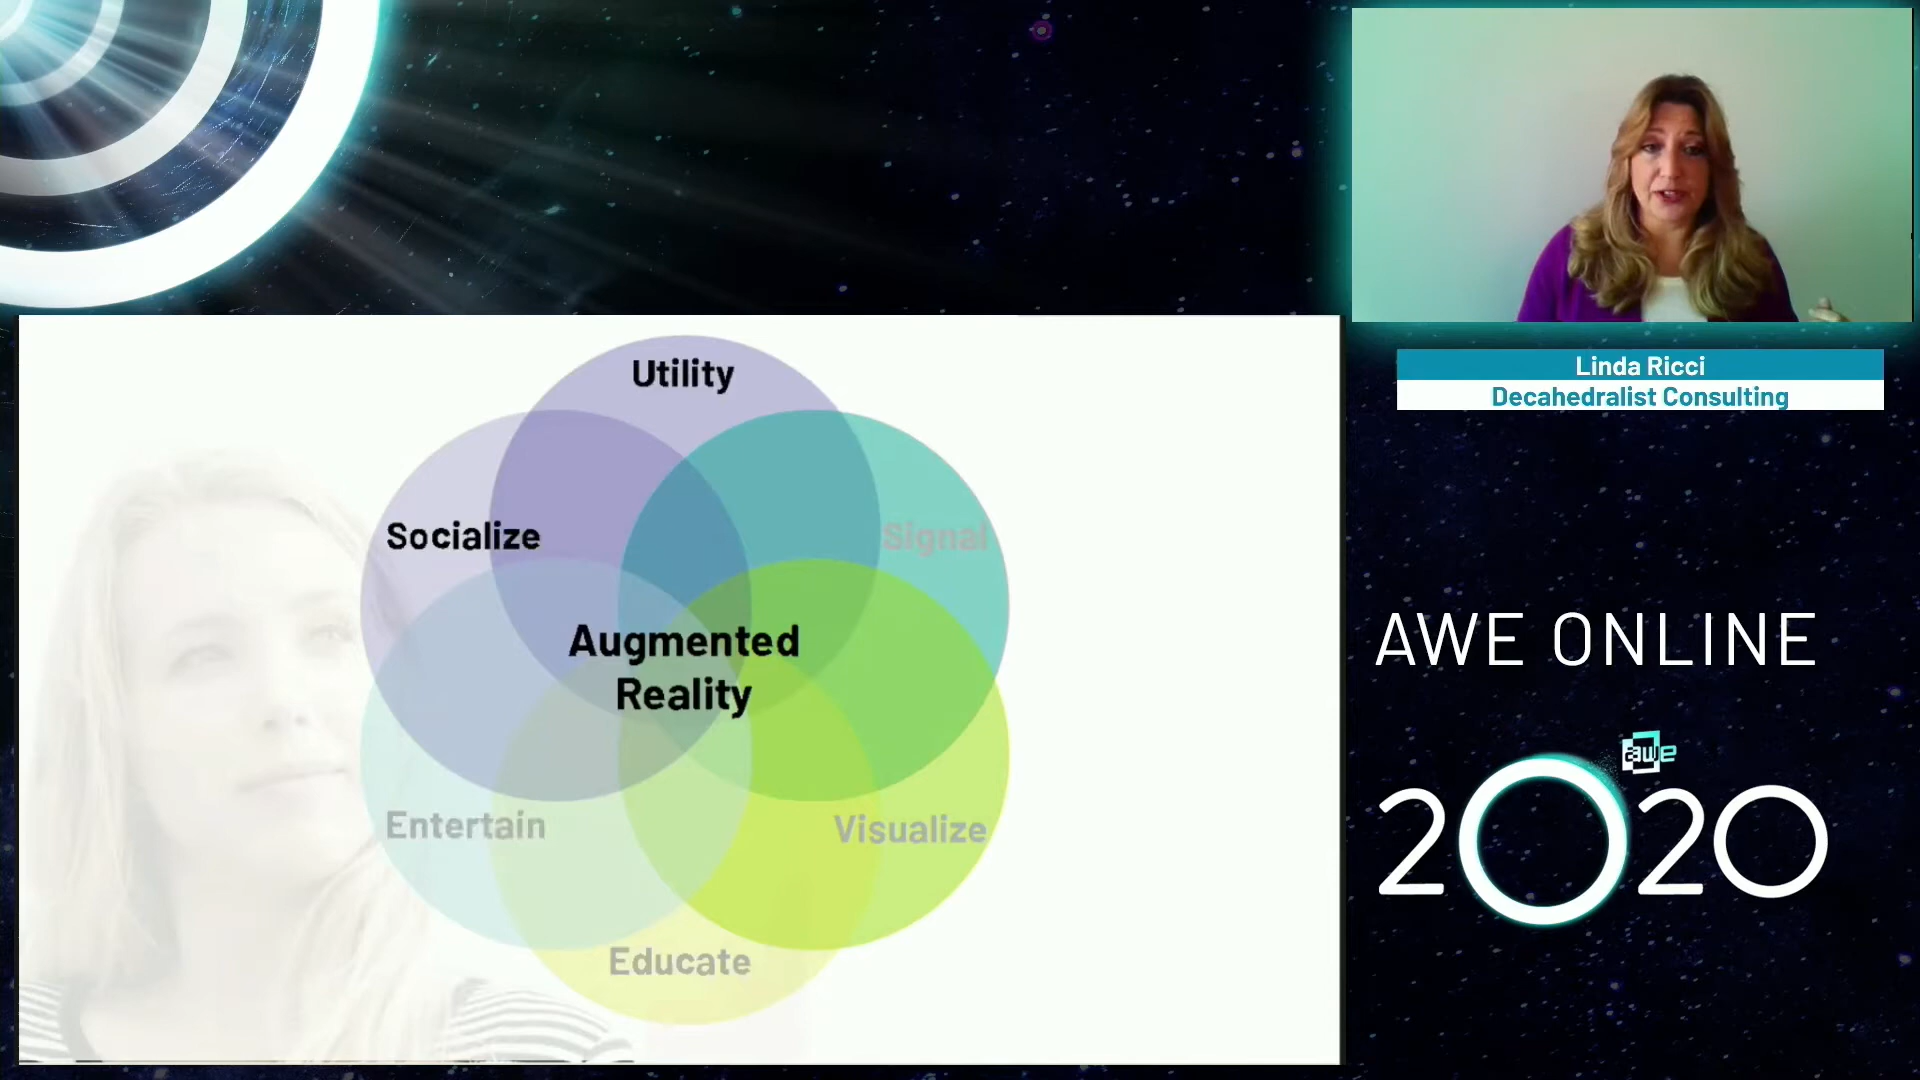 Linda Ricci
Decahedralist Consulting
Utility
Socialize
Signal
Augmented
Reality
Entertain
Visualize
Educate
AWE ONLINE
awe
2020